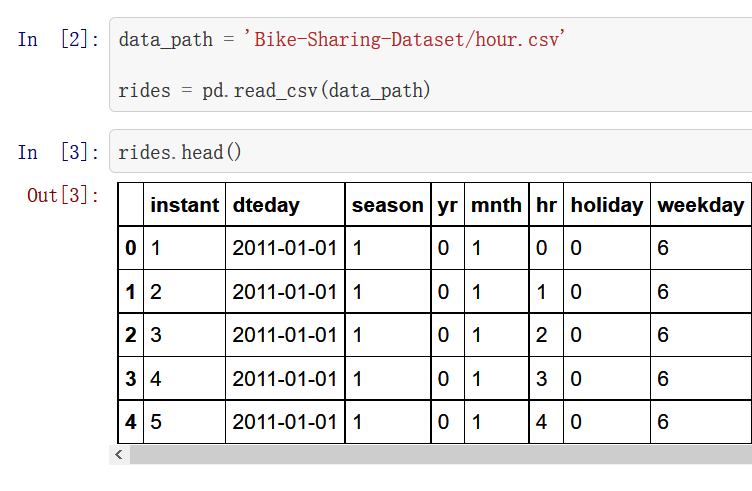 In [2]: data_path = 'Bike-Sharing-Dataset/hour.csv'
rides = pd.read_csv(data_path)
In [3]: rides.head()
Out[3]:
instant dteday season yr mnth hr holiday weekday
0 1 2011-01-01 1 0 1 0 0 6
1 2 2011-01-01 1 0 1 1 0 6
2 3 2011-01-01 1 0 1 2 0 6
3 4 2011-01-01 1 0 1 3 0 6
4 5 2011-01-01 1 0 1 4 0 6